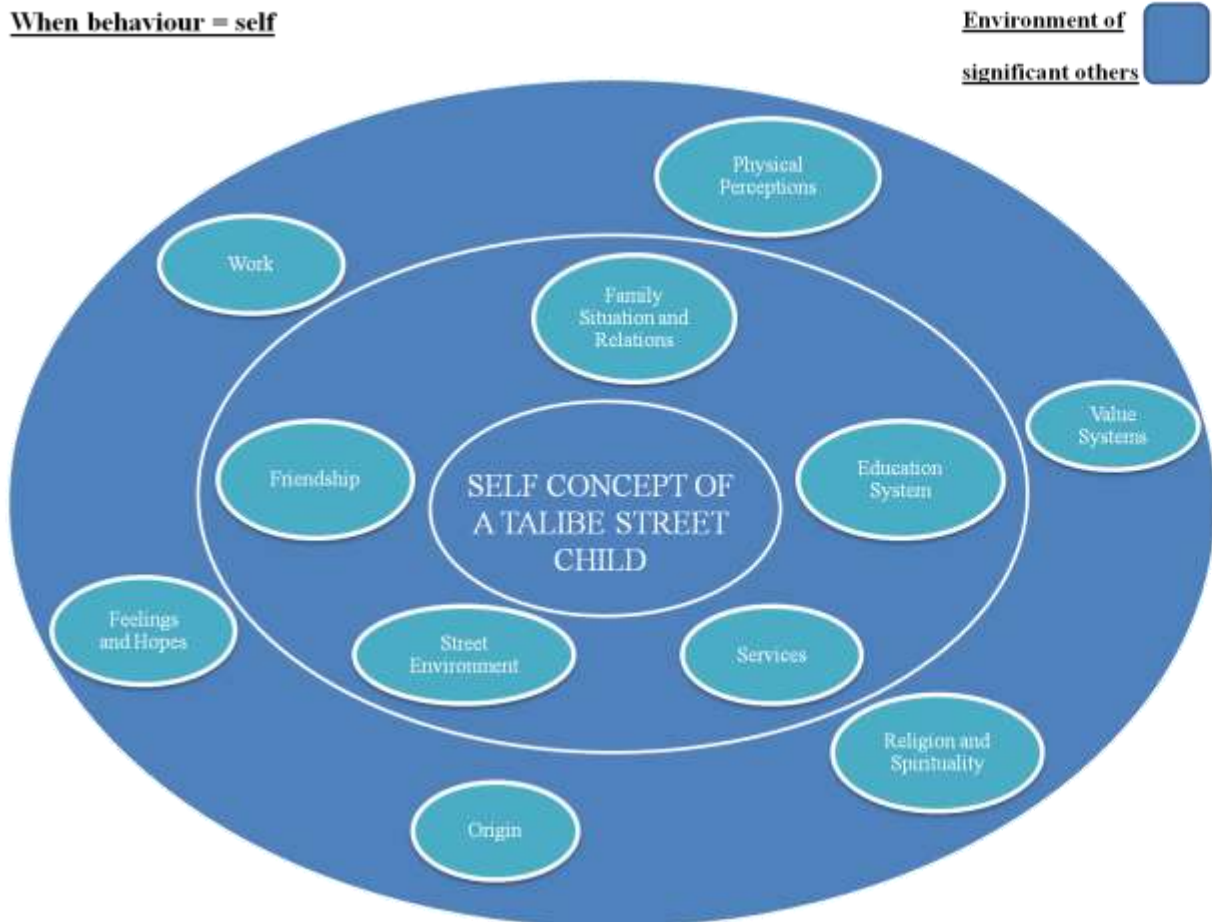 When behaviour = self
Environment of
significant others
Physical
Perceptions
Work
Family
Situation and
Relations
Value
Systems
Friendship
Education
System
SELF CONCEPT OF
A TALIBE STREET
CHILD
Feelings
and Hopes
Street
Environment
Services
Religion and
Spirituality
Origin